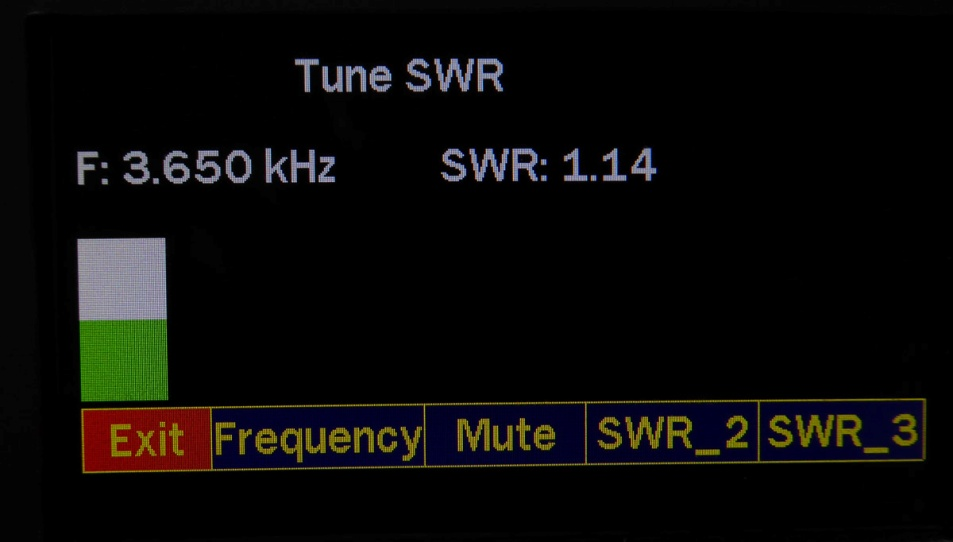 Tune SWR
F: 3.650 kHz SWR: 1.14
Exit Frequency Mute SWR_2 SWR_3